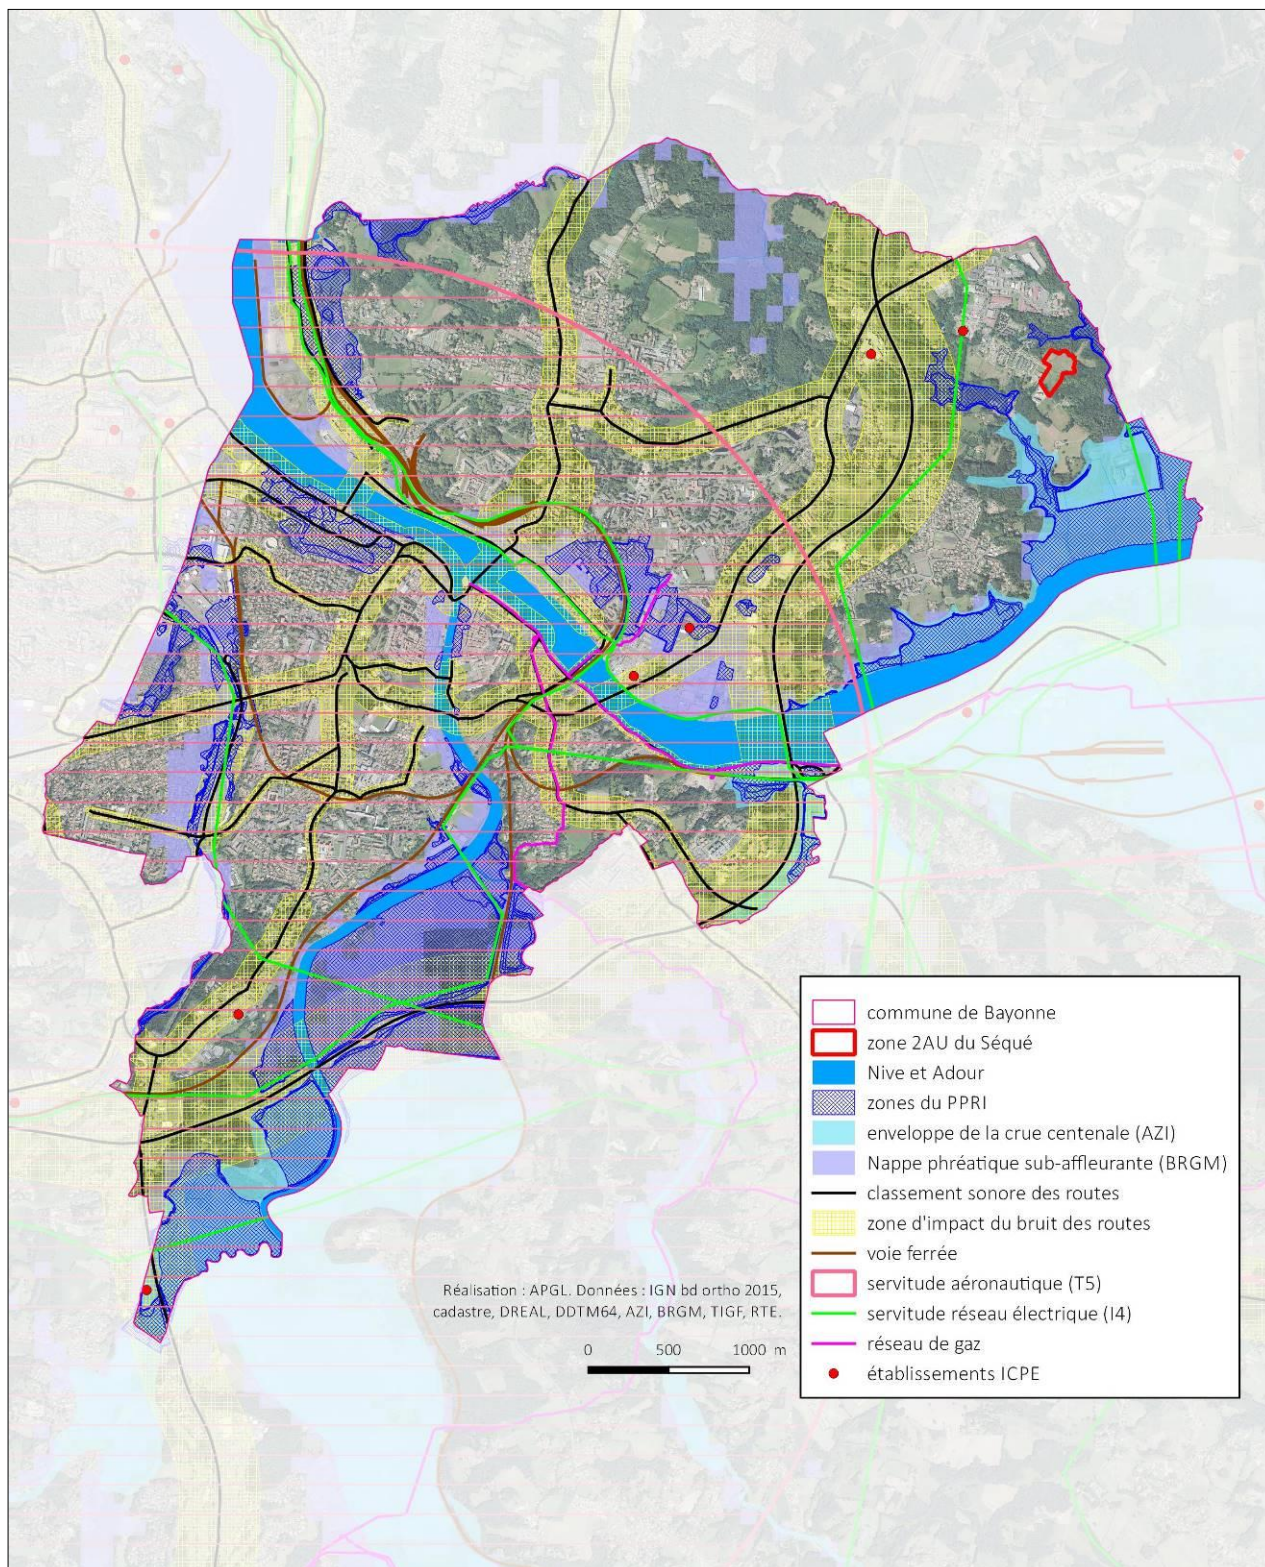 commune de Bayonne
zone 2AU du Séqué
Nive et Adour
zones du PPRI
enveloppe de la crue centenale (AZI)
Nappe phréatique sub-affleurante (BRGM)
classement sonore des routes
zone d'impact du bruit des routes
voie ferrée
servitude aéronautique (T5)
servitude réseau électrique (I4)
réseau de gaz
établissements ICPE
Réalisation : APGL. Données : IGN bd ortho 2015,
cadastre, DREAL, DDTM64, AZI, BRGM, TIGF, RTE.
0 500 1000 m